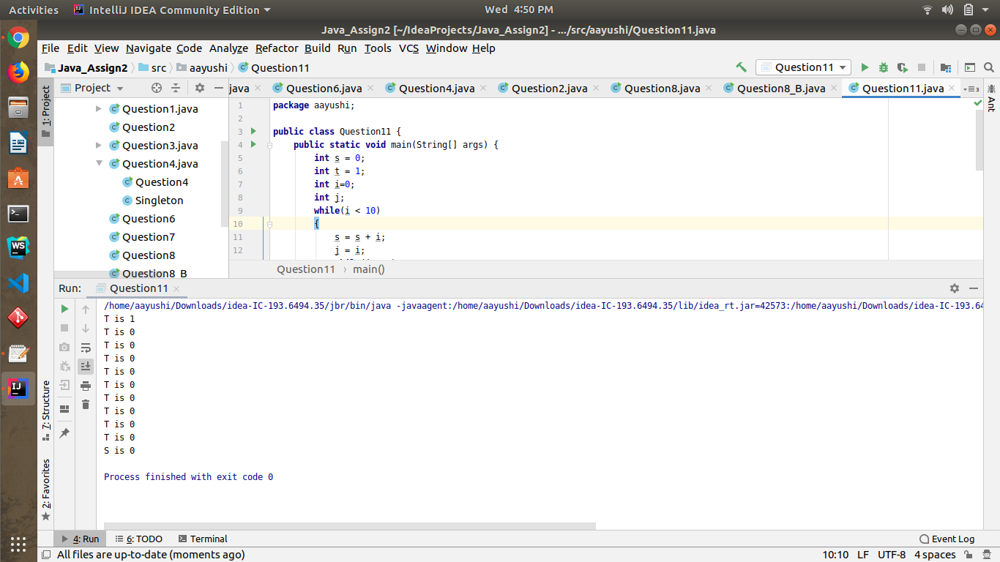 Activities IntelliJ IDEA Community Edition Wed 4:50 PM
Java_Assign2 [~/IdeaProjects/Java_Assign2] - .../src/aayushi/Question11.java
File Edit View Navigate Code Analyze Refactor Build Run Tools VCS Window Help
Java_Assign2 src aayushi Question11 Question11
1: Project
Project
java Question6.java Question4.java Question2.java Question8.java Question8_B.java Question11.java
3
Ant
Question1.java
Question2
Question3.java
Question4.java
Question4
Singleton
Question6
Question7
Question8
Question8_B
1 package aayushi;
2
3 public class Question11 {
4 public static void main(String[] args) {
5 int s = 0;
6 int t = 1;
7 int i=0;
8 int j;
9 while(i < 10)
10 {
11 s = s + i;
12 j = i;
Question11 › main()
Run: Question11
/home/aayushi/Downloads/idea-IC-193.6494.35/jbr/bin/java -javaagent:/home/aayushi/Downloads/idea-IC-193.6494.35/lib/idea_rt.jar=42573:/home/aayushi/Downloads/idea-IC-193.64
T is 1
T is 0
T is 0
T is 0
T is 0
T is 0
T is 0
T is 0
T is 0
T is 0
S is 0
Process finished with exit code 0
7: Structure
2: Favorites
4: Run 6: TODO Terminal Event Log
All files are up-to-date (moments ago) 10:10 LF UTF-8 4 spaces